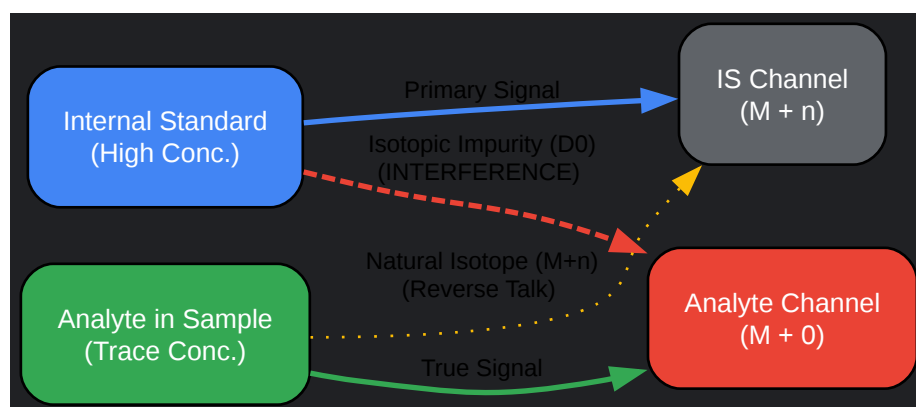 Internal Standard
(High Conc.)
Primary Signal
IS Channel
(M + n)
Isotopic Impurity (D0)
(INTERFERENCE)
Natural Isotope (M+n)
(Reverse Talk)
Analyte in Sample
(Trace Conc.)
True Signal
Analyte Channel
(M + 0)